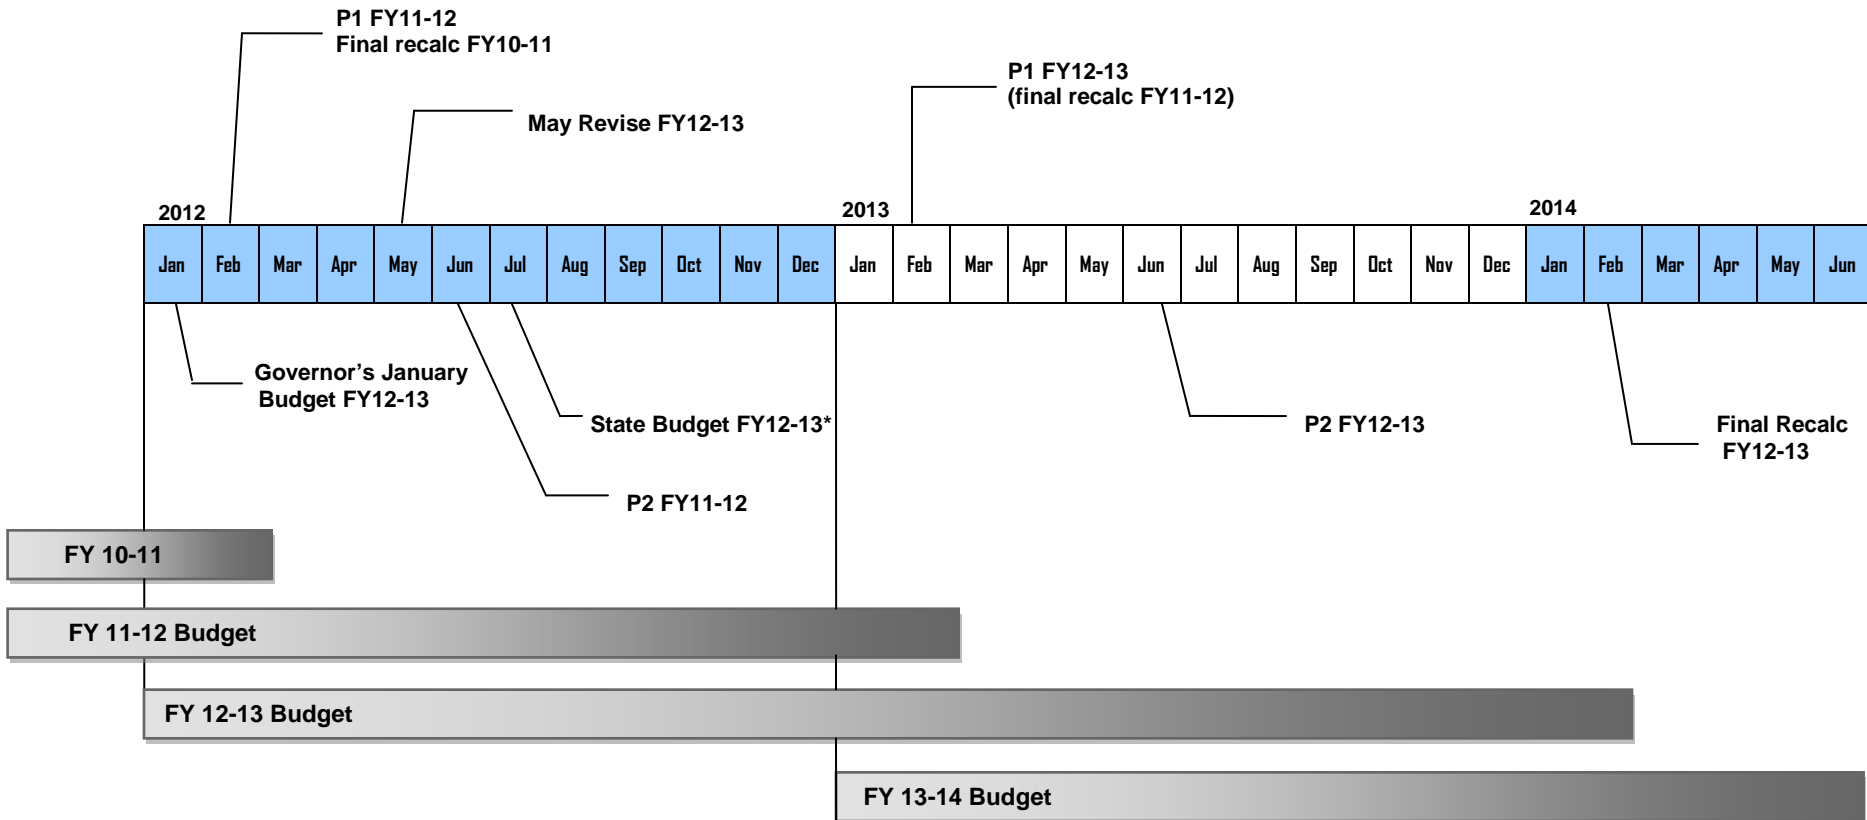 P1 FY11-12
Final recalc FY10-11
P1 FY12-13
(final recalc FY11-12)
May Revise FY12-13
2012
2013
2014
Jan Feb Mar Apr May Jun Jul Aug Sep Oct Nov Dec Jan Feb Mar Apr May Jun Jul Aug Sep Oct Nov Dec Jan Feb Mar Apr May Jun
Governor’s January
Budget FY12-13
State Budget FY12-13*
P2 FY12-13
Final Recalc
FY12-13
P2 FY11-12
FY 10-11
FY 11-12 Budget
FY 12-13 Budget
FY 13-14 Budget